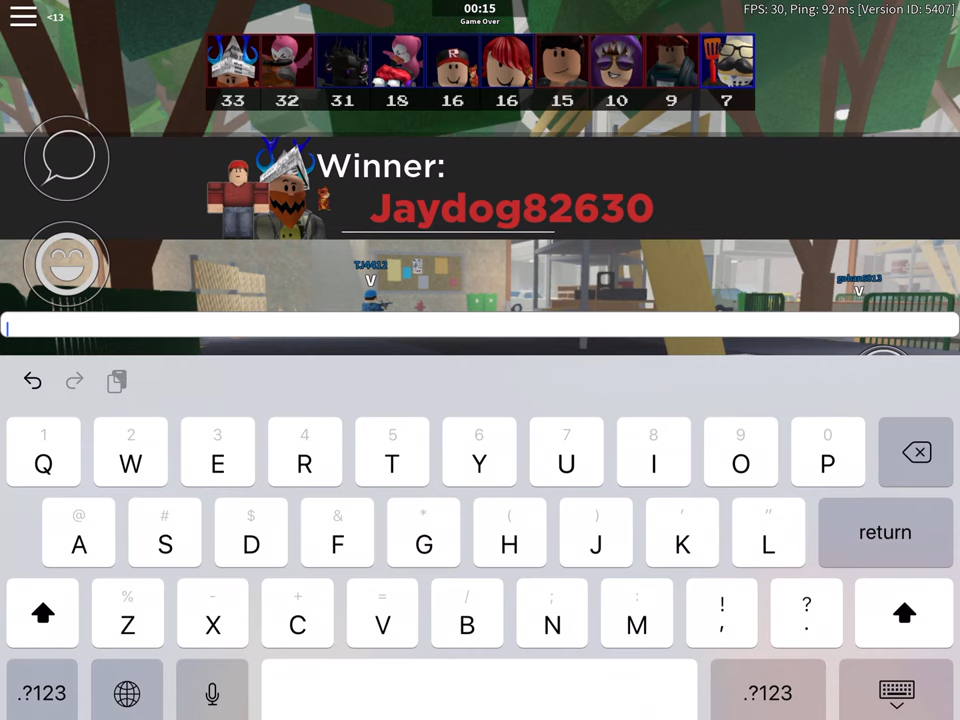 00:15
Game Over
<13
FPS: 30, Ping: 92 ms [Version ID: 5407]
33 32 31 18 16 16 15 10 9 7
Winner:
Jaydog82630
TJ4412
V
V
1 2 3 4 5 6 7 8 9 0
Q W E R T Y U I O P
@ # $ & * ( ) ' "
A S D F G H J K L return
% - + = / ; : ! ?
Z X C V B N M , .
.?123 .?123